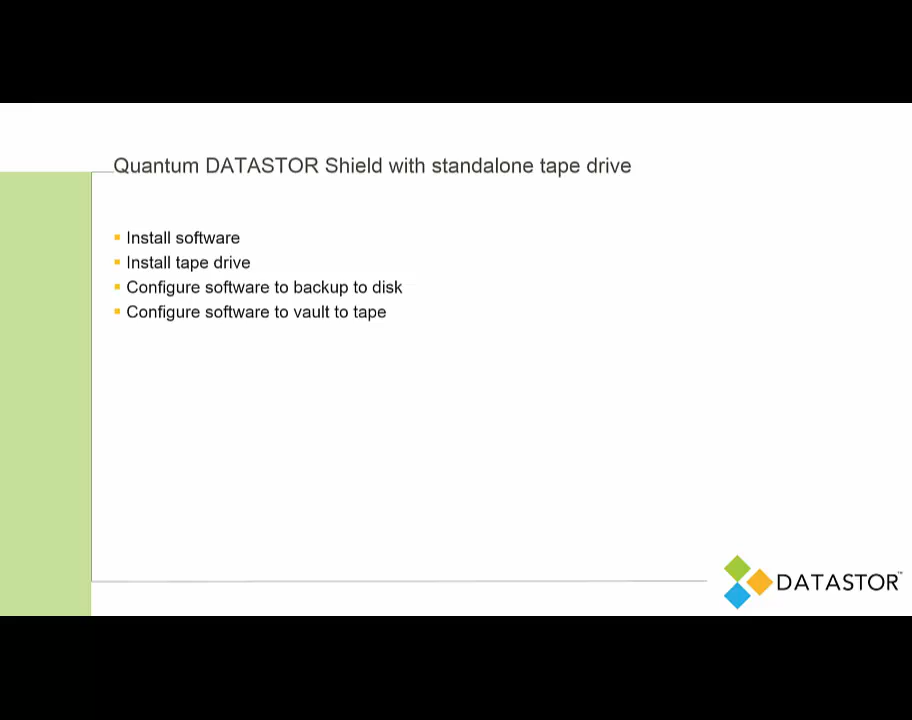 Quantum DATASTOR Shield with standalone tape drive
Install software
Install tape drive
Configure software to backup to disk
Configure software to vault to tape
DATASTOR™